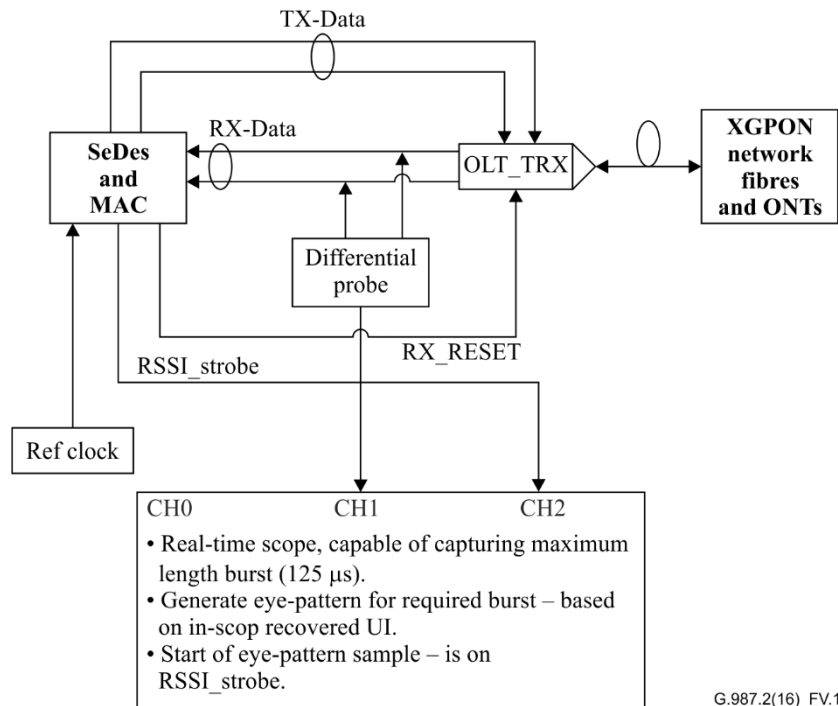 TX-Data
RX-Data
SeDes
and
MAC
OLT_TRX
XGPON
network
fibres
and ONTs
Differential
probe
RX_RESET
RSSI_strobe
Ref clock
CH0 CH1 CH2
• Real-time scope, capable of capturing maximum
length burst (125 μs).
• Generate eye-pattern for required burst – based
on in-scop recovered UI.
• Start of eye-pattern sample – is on
RSSI_strobe.
G.987.2(16)_FV.1